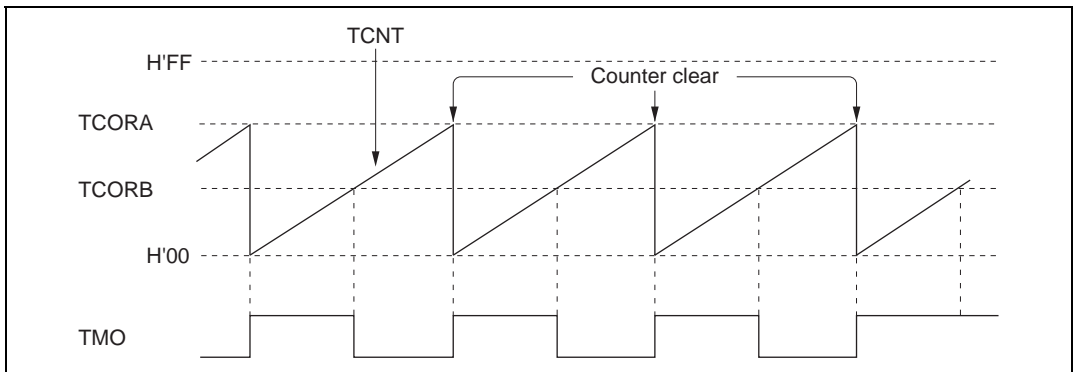 TCNT
H'FF
Counter clear
TCORA
TCORB
H'00
TMO